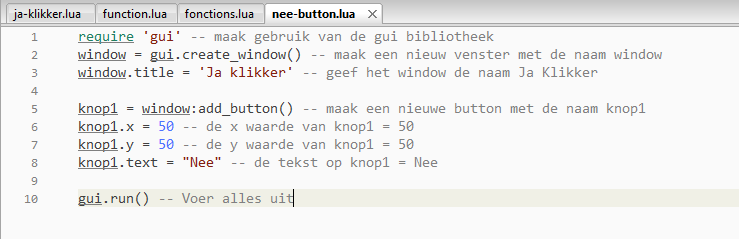 ja-klikker.lua function.lua fonctions.lua nee-button.lua
1 require 'gui' -- maak gebruik van de gui bibliotheek
2 window = gui.create_window() -- maak een nieuw venster met de naam window
3 window.title = 'Ja klikker' -- geef het window de naam Ja Klikker
4
5 knop1 = window:add_button() -- maak een nieuwe button met de naam knop1
6 knop1.x = 50 -- de x waarde van knop1 = 50
7 knop1.y = 50 -- de y waarde van knop1 = 50
8 knop1.text = "Nee" -- de tekst op knop1 = Nee
9
10 gui.run() -- Voer alles uit